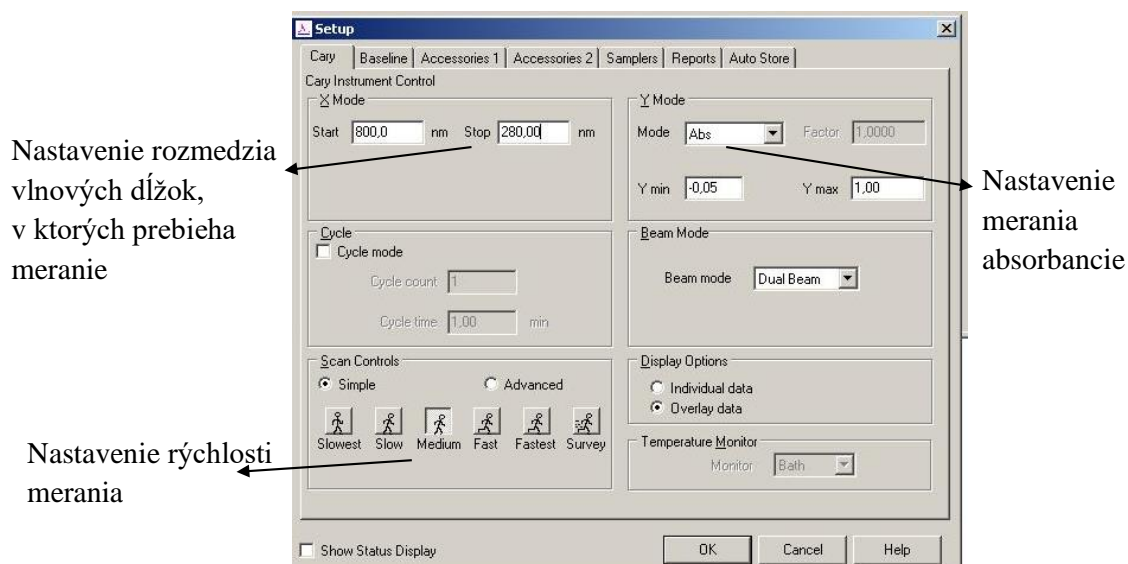 Setup
Cary Baseline Accessories 1 Accessories 2 Samplers Reports Auto Store
Cary Instrument Control
X Mode
Start 800,0 nm Stop 280,00 nm
Y Mode
Mode Abs Factor 1,0000
Y min -0,05 Y max 1,00
Nastavenie rozmedzia
vlnových dĺžok,
v ktorých prebieha
meranie
Nastavenie
merania
absorbancie
Cycle
Cycle mode
Cycle count 1
Cycle time 1,00 min
Beam Mode
Beam mode Dual Beam
Scan Controls
Simple Advanced
Slowest Slow Medium Fast Fastest Survey
Display Options
Individual data
Overlay data
Temperature Monitor
Monitor Bath
Nastavenie rýchlosti
merania
Show Status Display
OK Cancel Help